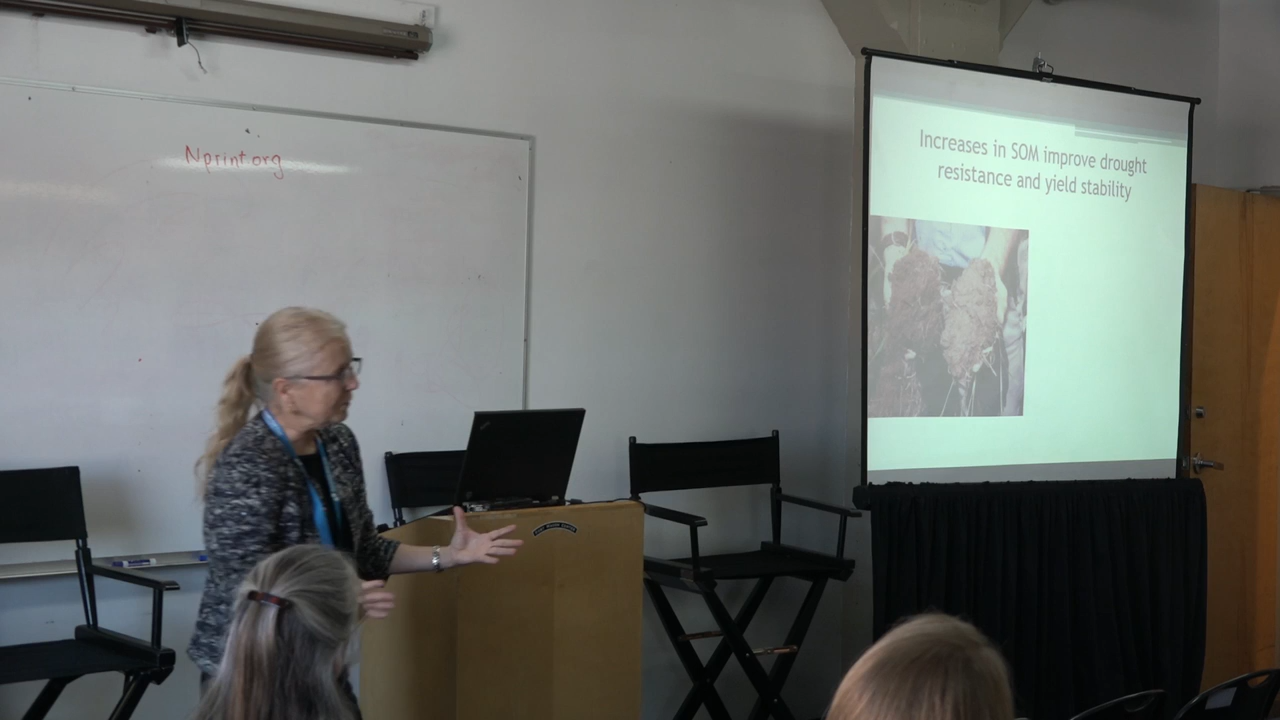 Nprint.org
Increases in SOM improve drought
resistance and yield stability